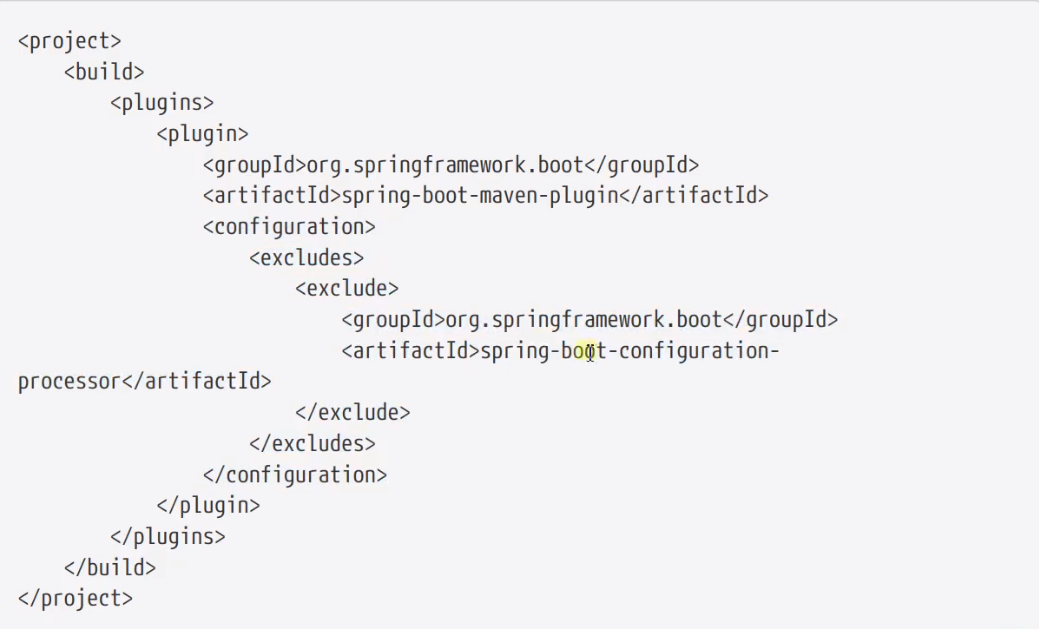 <project>
    <build>
        <plugins>
            <plugin>
                <groupId>org.springframework.boot</groupId>
                <artifactId>spring-boot-maven-plugin</artifactId>
                <configuration>
                    <excludes>
                        <exclude>
                            <groupId>org.springframework.boot</groupId>
                            <artifactId>spring-boot-configuration-
processor</artifactId>
                        </exclude>
                    </excludes>
                </configuration>
            </plugin>
        </plugins>
    </build>
</project>